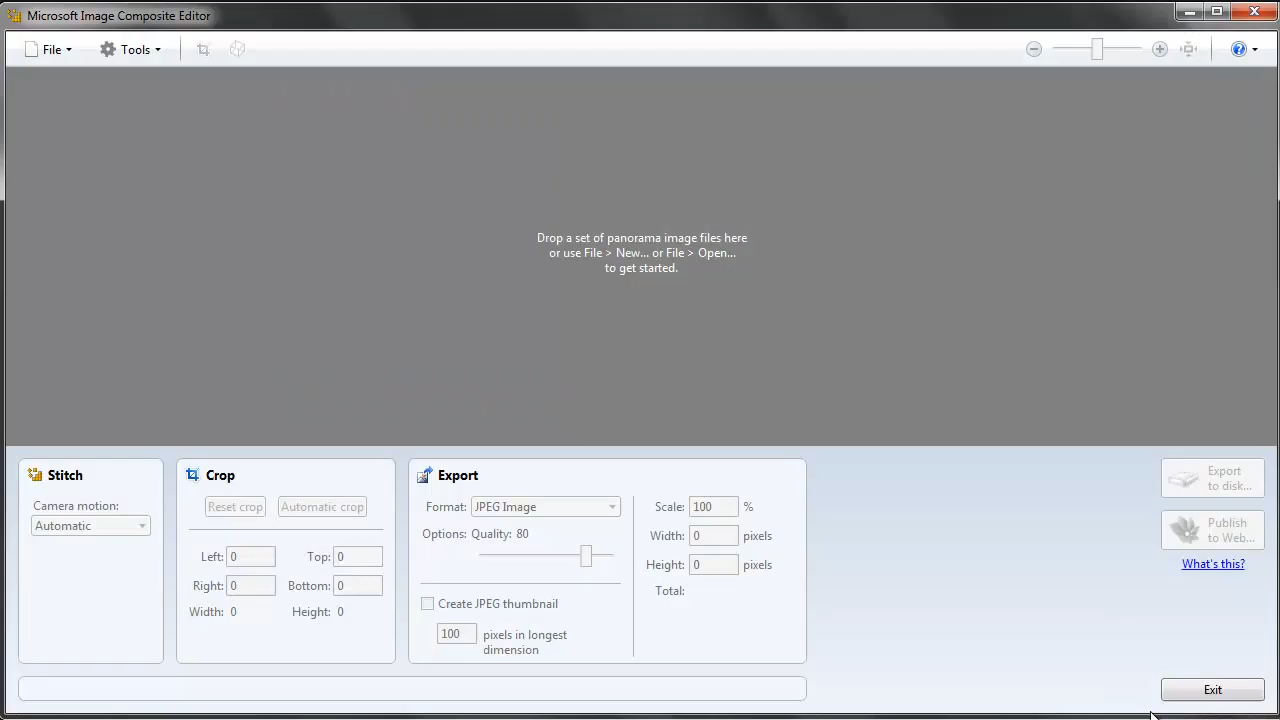 Microsoft Image Composite Editor
File
Tools
Drop a set of panorama image files here
or use File > New... or File > Open...
to get started.
Stitch
Camera motion:
Automatic
Crop
Reset crop
Automatic crop
Left: 0
Top: 0
Right: 0
Bottom: 0
Width: 0
Height: 0
Export
Format: JPEG Image
Options: Quality: 80
Create JPEG thumbnail
100 pixels in longest
dimension
Scale: 100 %
Width: 0 pixels
Height: 0 pixels
Total:
Export
to disk...
Publish
to Web...
What's this?
Exit